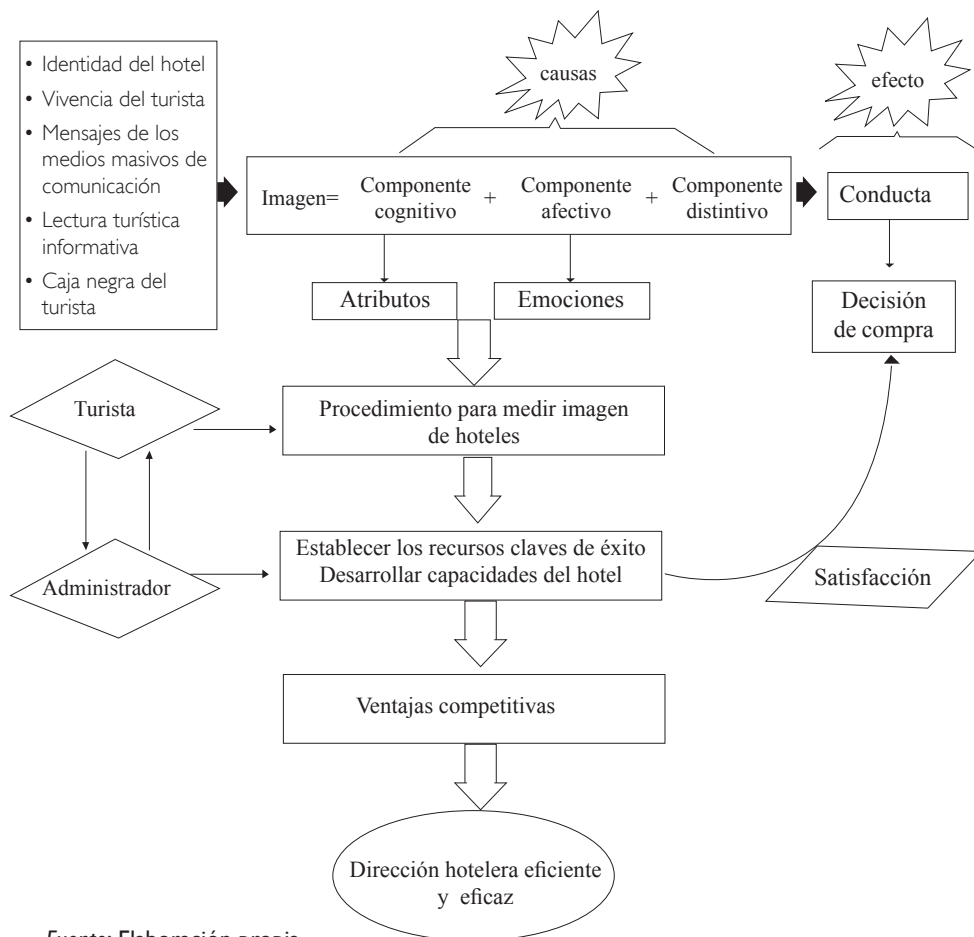 • Identidad del hotel
• Vivencia del turista
• Mensajes de los
medios masivos de
comunicación
• Lectura turística
informativa
• Caja negra del
turista
causas
efecto
Imagen= Componente cognitivo + Componente afectivo + Componente distintivo
Conducta
Atributos
Emociones
Decisión
de compra
Turista
Procedimiento para medir imagen
de hoteles
Administrador
Establecer los recursos claves de éxito
Desarrollar capacidades del hotel
Satisfacción
Ventajas competitivas
Dirección hotelera eficiente
y eficaz
Fuente: Elaboración propia